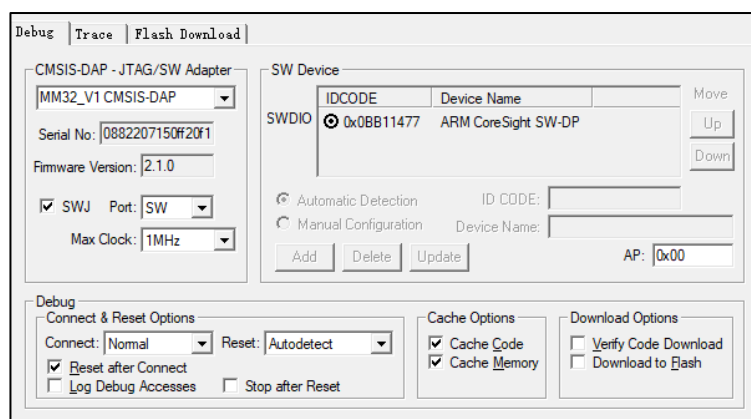 Debug Trace Flash Download
CMSIS-DAP - JTAG/SW Adapter
MM32_V1 CMSIS-DAP
Serial No: 0882207150ff20f1
Firmware Version: 2.1.0
SWJ Port: SW
Max Clock: 1MHz
SW Device
IDCODE Device Name
SWDIO 0x0BB11477 ARM CoreSight SW-DP
Move
Up
Down
Automatic Detection ID CODE:
Manual Configuration Device Name:
Add Delete Update AP: 0x00
Debug
Connect & Reset Options
Connect: Normal Reset: Autodetect
Reset after Connect
Log Debug Accesses Stop after Reset
Cache Options
Cache Code
Cache Memory
Download Options
Verify Code Download
Download to Flash